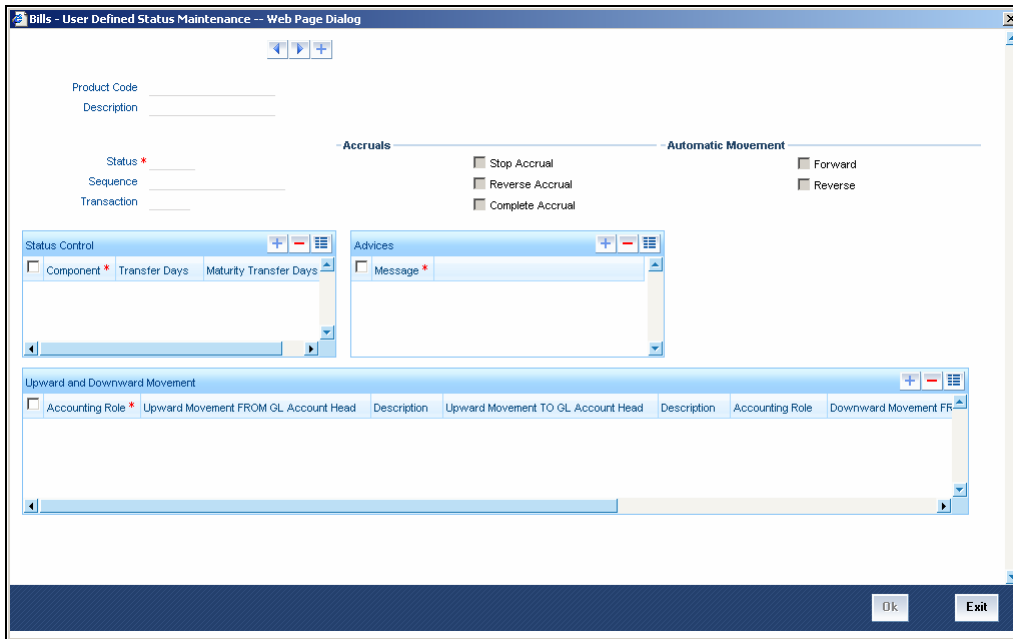 Bills - User Defined Status Maintenance -- Web Page Dialog
Product Code
Description
Accruals
Automatic Movement
Status *
Stop Accrual
Forward
Sequence
Reverse Accrual
Reverse
Transaction
Complete Accrual
Status Control
Advices
Component * Transfer Days Maturity Transfer Days
Message *
Upward and Downward Movement
Accounting Role * Upward Movement FROM GL Account Head Description Upward Movement TO GL Account Head Description Accounting Role Downward Movement FR
Ok
Exit